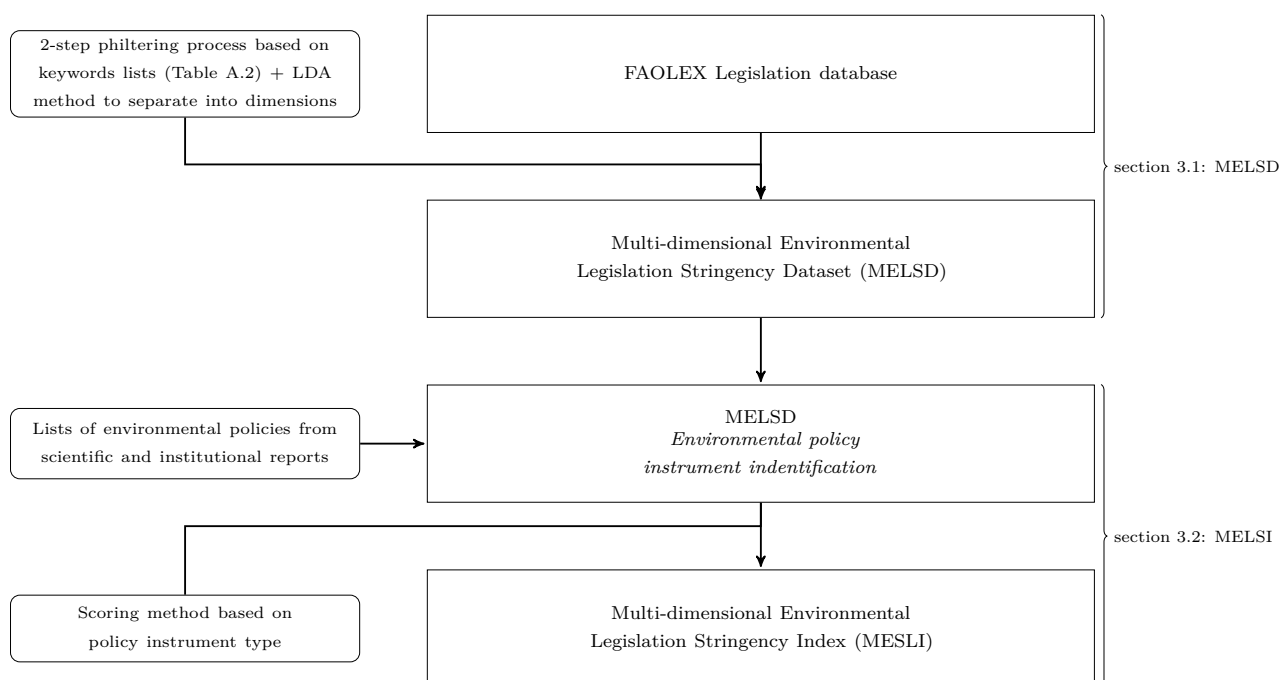 2-step philtering process based on
keywords lists (Table A.2) + LDA
method to separate into dimensions
FAOLEX Legislation database
section 3.1: MELSD
Multi-dimensional Environmental
Legislation Stringency Dataset (MELSD)
Lists of environmental policies from
scientific and institutional reports
MELSD
Environmental policy
instrument indentification
section 3.2: MELSI
Scoring method based on
policy instrument type
Multi-dimensional Environmental
Legislation Stringency Index (MESLI)